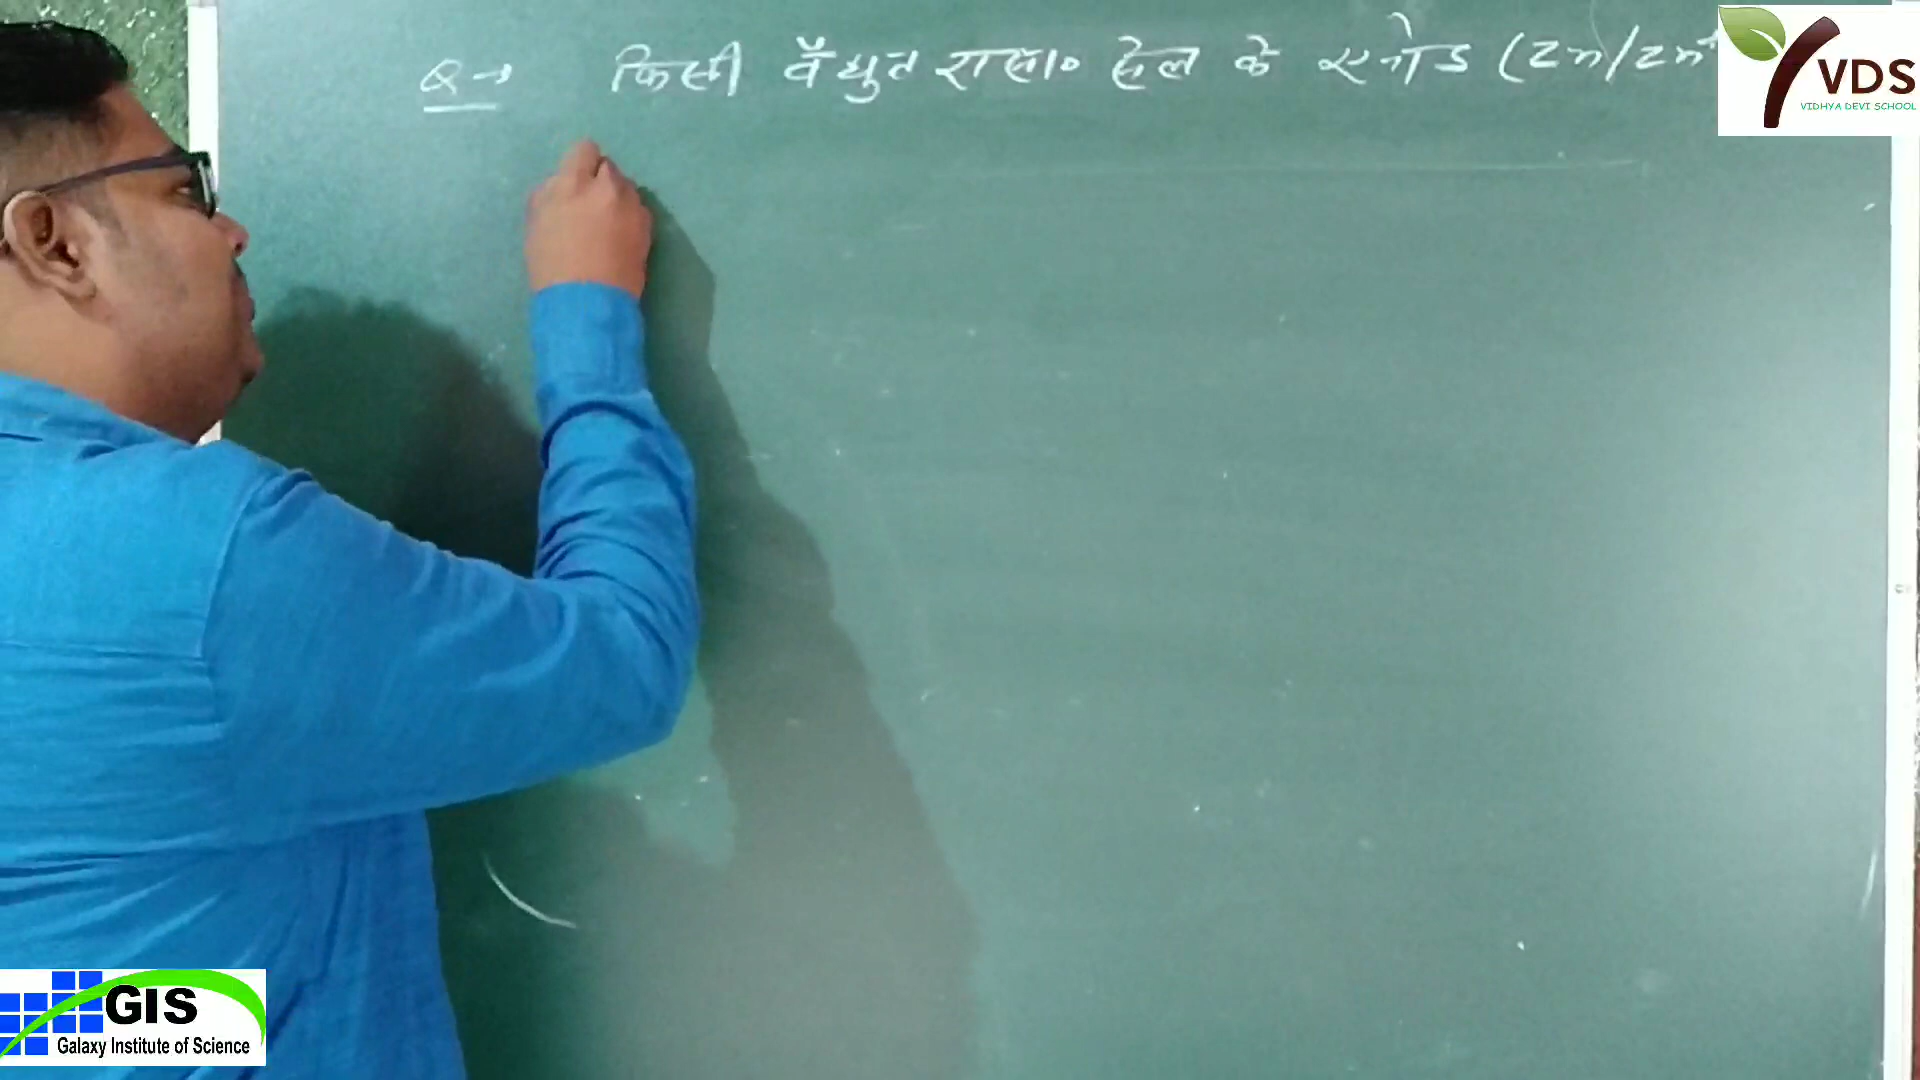 Q → किसी वैधुत रासा० सेल के एनोड (Zn/Zn+
VDS
VIDHYA DEVI SCHOOL
GIS
Galaxy Institute of Science